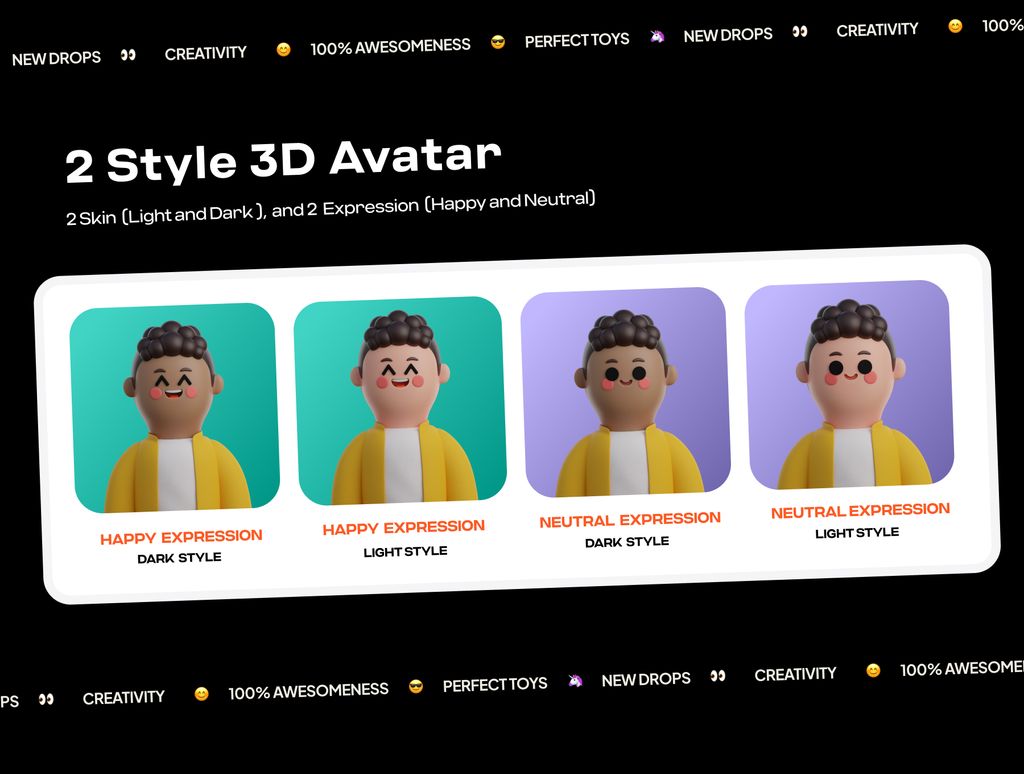 NEW DROPS 👀 CREATIVITY 😊 100% AWESOMENESS 😎 PERFECT TOYS 🦄 NEW DROPS 👀 CREATIVITY 😊 100%
2 Style 3D Avatar
2 Skin (Light and Dark ), and 2 Expression (Happy and Neutral)
HAPPY EXPRESSION
DARK STYLE
HAPPY EXPRESSION
LIGHT STYLE
NEUTRAL EXPRESSION
DARK STYLE
NEUTRAL EXPRESSION
LIGHT STYLE
PS 👀 CREATIVITY 😊 100% AWESOMENESS 😎 PERFECT TOYS 🦄 NEW DROPS 👀 CREATIVITY 😊 100% AWESOME